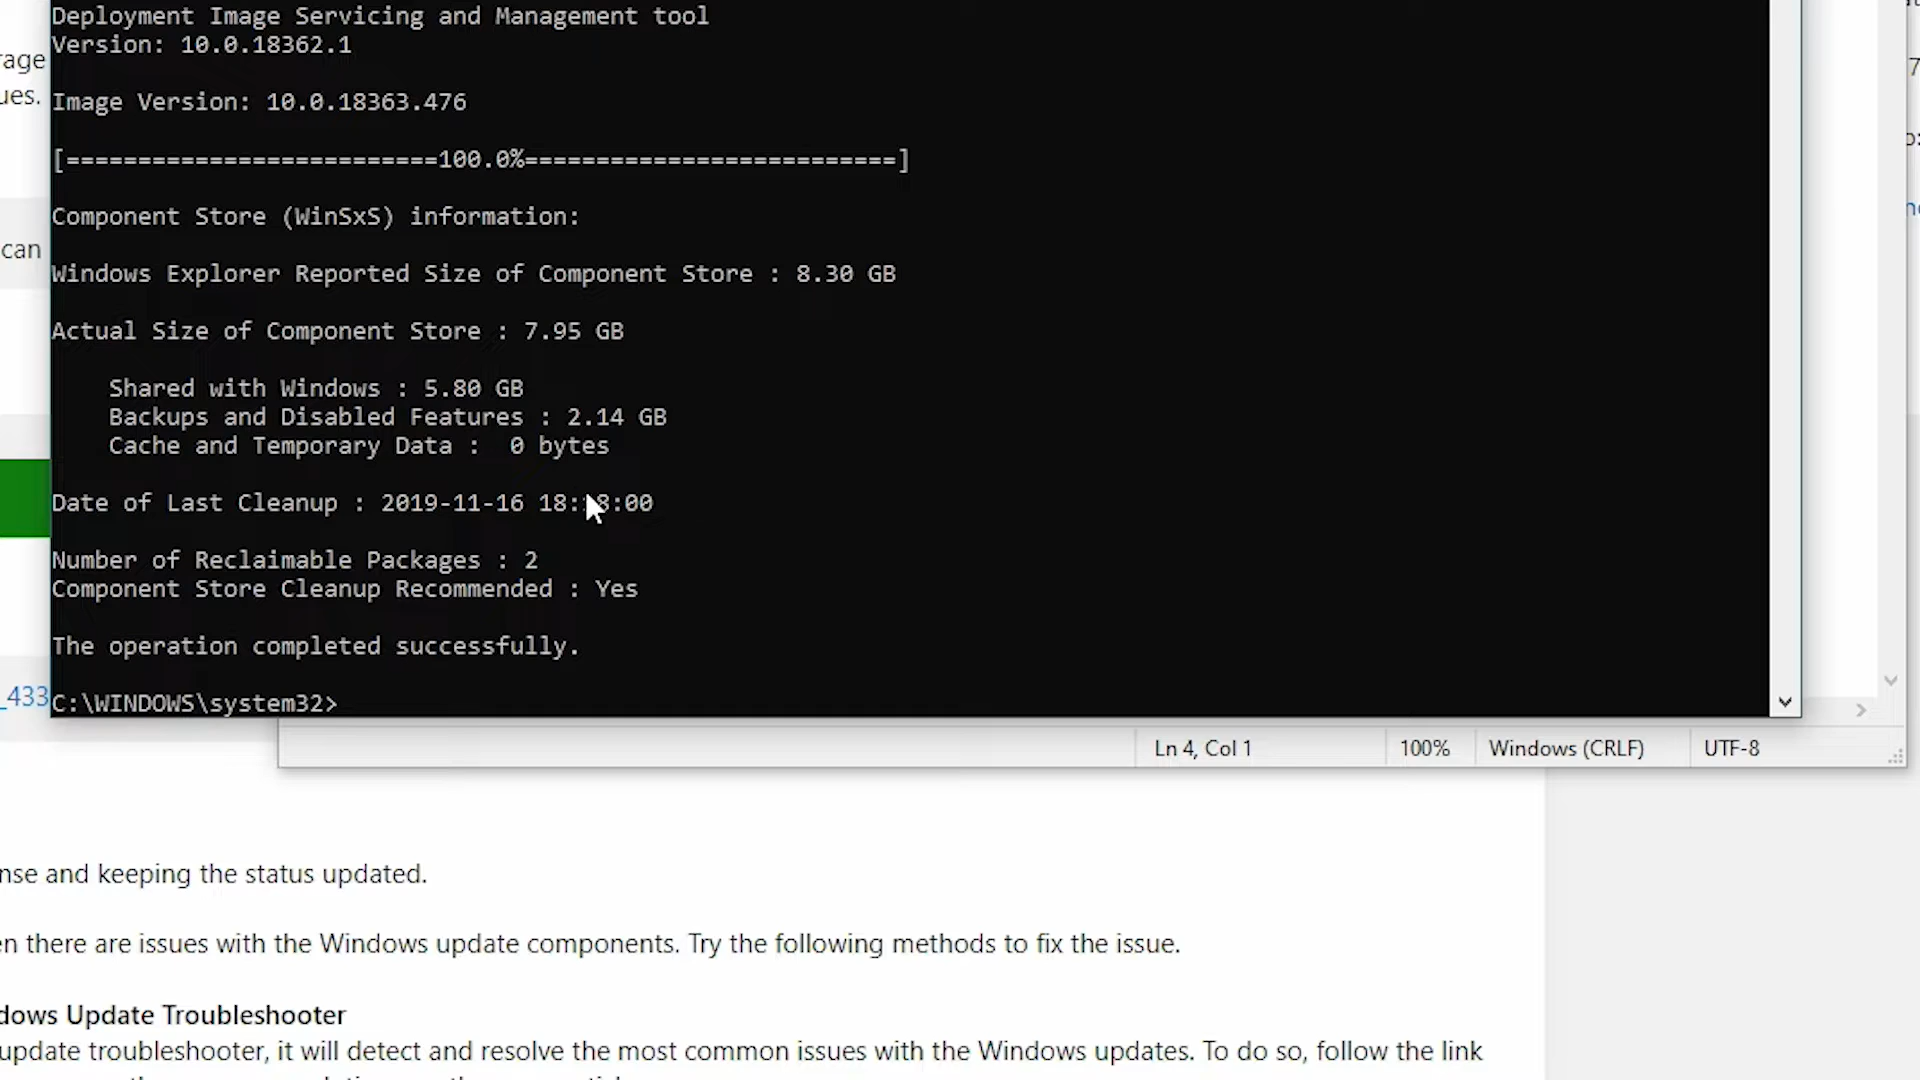 Deployment Image Servicing and Management tool
Version: 10.0.18362.1
rage
ues.
Image Version: 10.0.18363.476
[==========================100.0%==========================]
Component Store (WinSxS) information:
can
Windows Explorer Reported Size of Component Store : 8.30 GB
Actual Size of Component Store : 7.95 GB
Shared with Windows : 5.80 GB
Backups and Disabled Features : 2.14 GB
Cache and Temporary Data :  0 bytes
Date of Last Cleanup : 2019-11-16
Number of Reclaimable Packages : 2
Component Store Cleanup Recommended : Yes
The operation completed successfully.
_433
C:\WINDOWS\system32>
Ln 4, Col 1
100%
Windows (CRLF)
UTF-8
nse and keeping the status updated.
en there are issues with the Windows update components. Try the following methods to fix the issue.
dows Update Troubleshooter
update troubleshooter, it will detect and resolve the most common issues with the Windows updates. To do so, follow the link